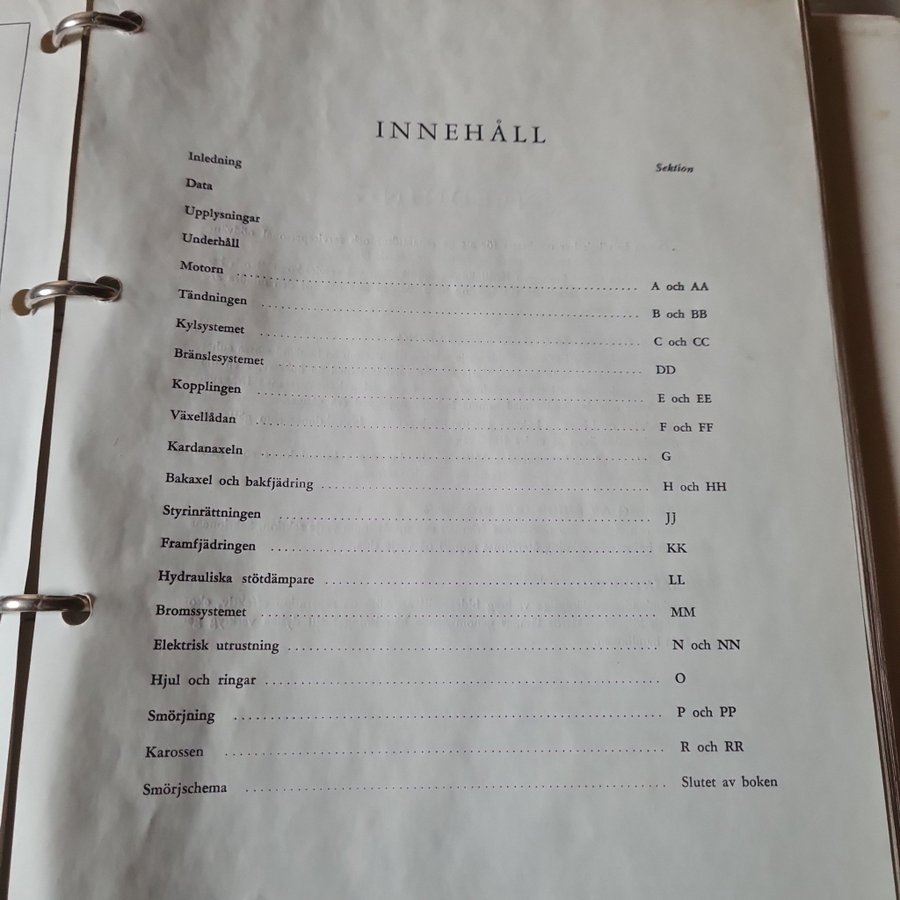 INNEHÅLL
Sektion
Inledning
Data
Upplysningar
Underhåll
Motorn A och AA
Tändningen B och BB
Kylsystemet C och CC
Bränslesystemet DD
Kopplingen E och EE
Växellådan F och FF
Kardanaxeln G
Bakaxel och bakfjädring H och HH
Styrinrättningen JJ
Framfjädringen KK
Hydrauliska stötdämpare LL
Bromssystemet MM
Elektrisk utrustning N och NN
Hjul och ringar O
Smörjning P och PP
Karossen R och RR
Smörjschema Slutet av boken